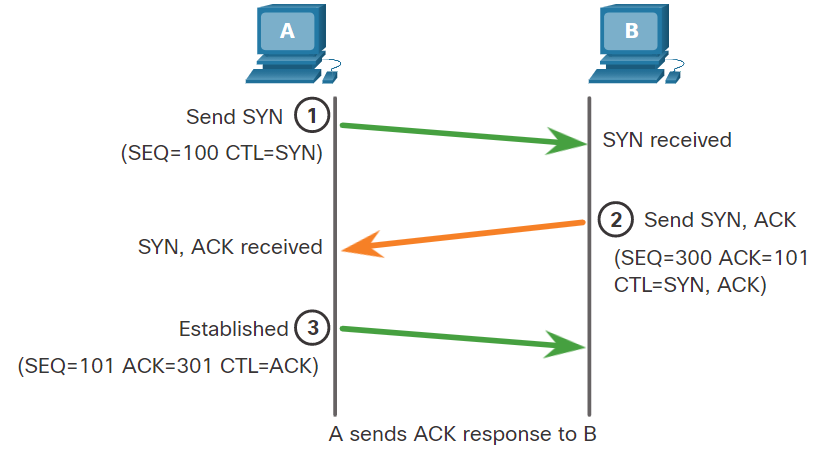 A
B
Send SYN 1
(SEQ=100 CTL=SYN)
SYN received
2 Send SYN, ACK
SYN, ACK received
(SEQ=300 ACK=101
CTL=SYN, ACK)
Established 3
(SEQ=101 ACK=301 CTL=ACK)
A sends ACK response to B